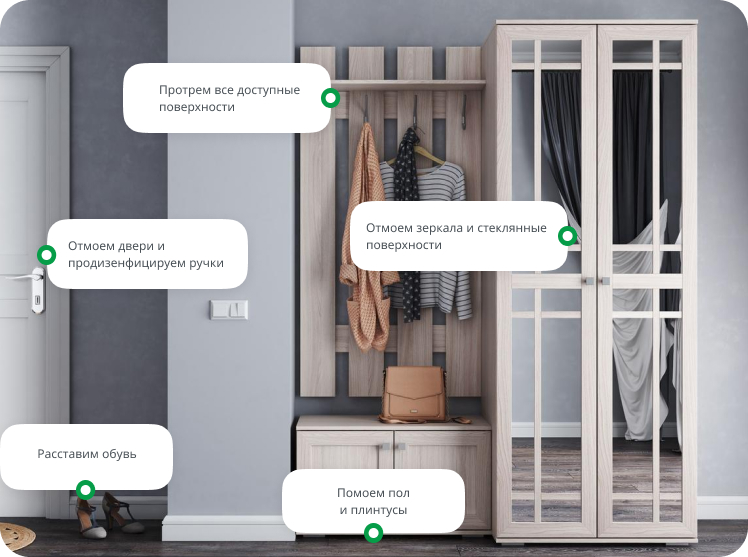 Протрем все доступные
поверхности
Отмоем зеркала и стеклянные
поверхности
Отмоем двери и
продизенфицируем ручки
Расставим обувь
Помоем пол
и плинтусы